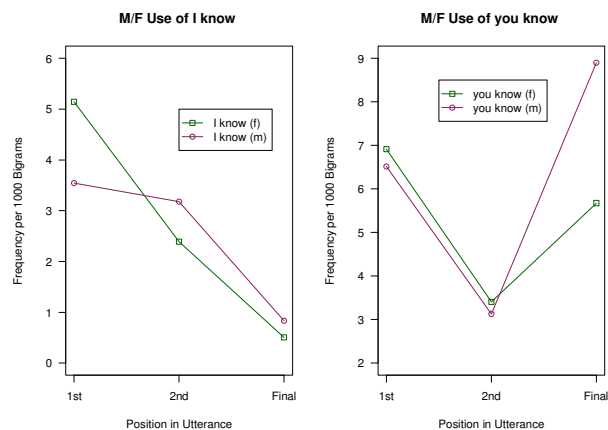 M/F Use of I know
Frequency per 1000 Bigrams
6
5
4
3
2
1
0
I know (f)
I know (m)
1st
2nd
Final
Position in Utterance
M/F Use of you know
Frequency per 1000 Bigrams
9
8
7
6
5
4
3
2
you know (f)
you know (m)
1st
2nd
Final
Position in Utterance